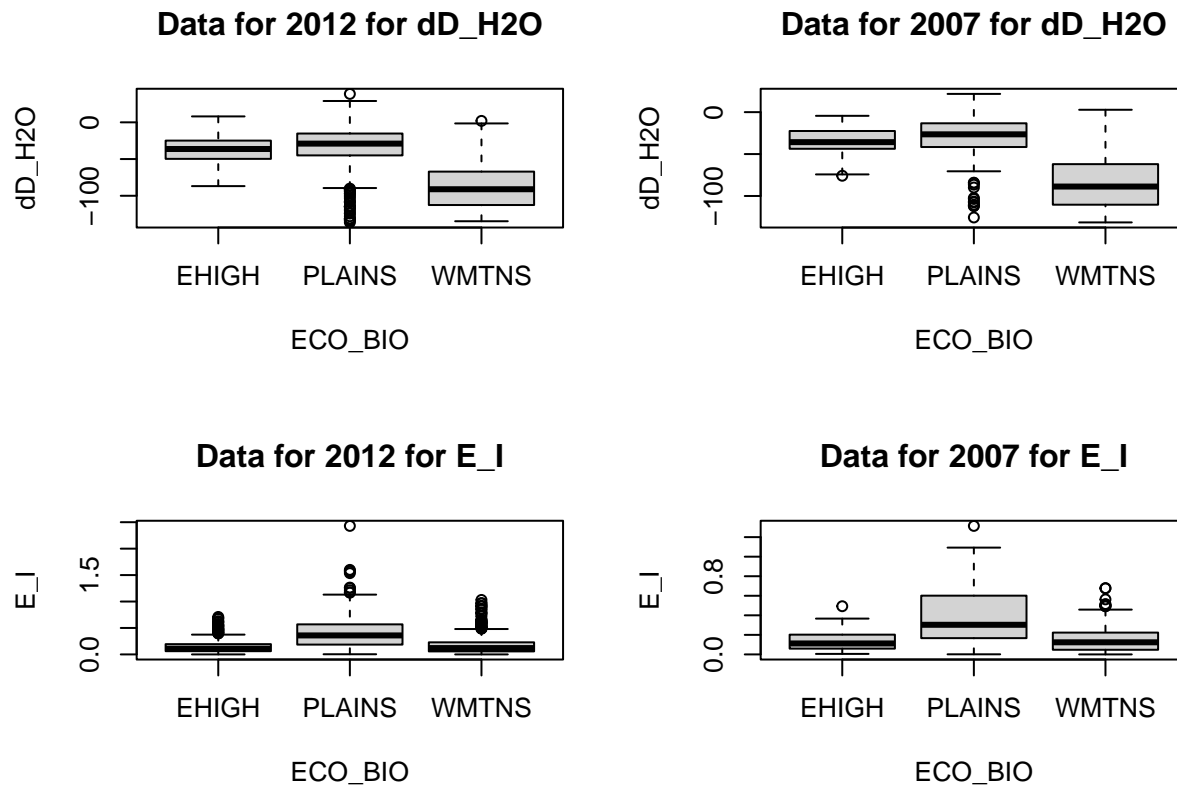 Data for 2012 for dD_H2O
dD_H2O
0
−100
EHIGH PLAINS WMTNS
ECO_BIO
Data for 2007 for dD_H2O
dD_H2O
0
−100
EHIGH PLAINS WMTNS
ECO_BIO
Data for 2012 for E_I
E_I
1.5
0.0
EHIGH PLAINS WMTNS
ECO_BIO
Data for 2007 for E_I
E_I
0.8
0.0
EHIGH PLAINS WMTNS
ECO_BIO